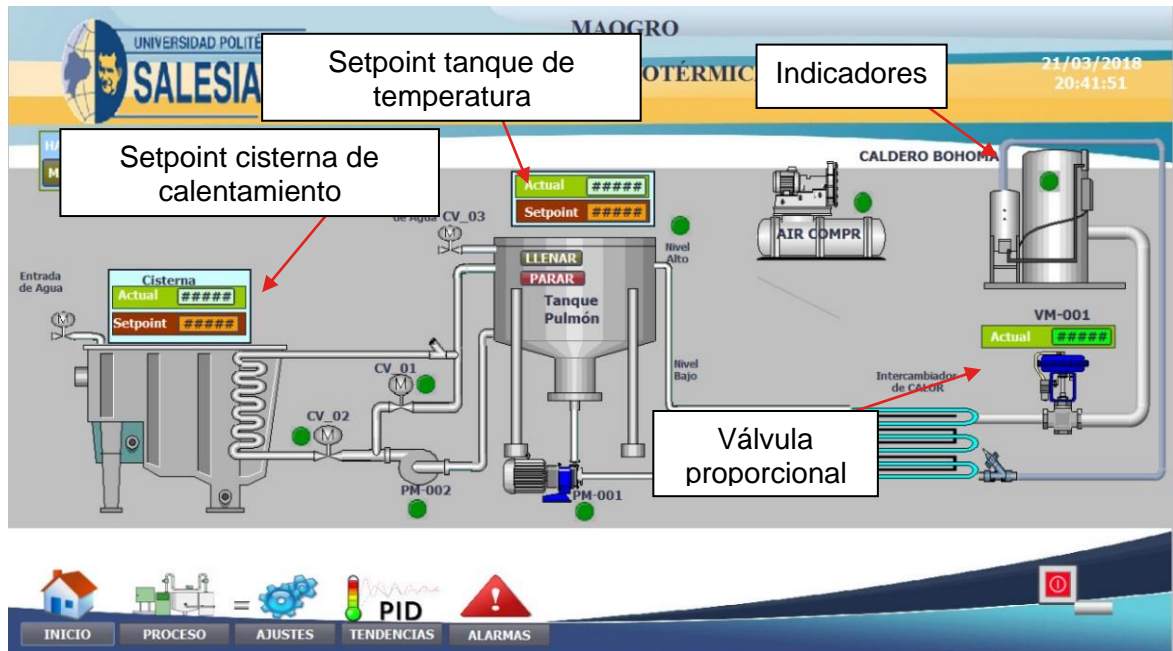 MAQGRO
UNIVERSIDAD POLITÉ
SALESIA
Setpoint tanque de
temperatura
OTÉRMIC
Indicadores
21/03/2018
20:41:51
Setpoint cisterna de
calentamiento
CALDERO BOHOMA
Actual #####
Setpoint #####
de Agua CV_03
AIR COMPR
Nivel
Alto
LLENAR
PARAR
Tanque
Pulmón
Entrada
de Agua
Cisterna
Actual #####
Setpoint #####
VM-001
Actual #####
CV_01
Nivel
Bajo
Intercambiador
de CALOR
CV_02
Válvula
proporcional
PM-002
PM-001
PID
INICIO
PROCESO
AJUSTES
TENDENCIAS
ALARMAS